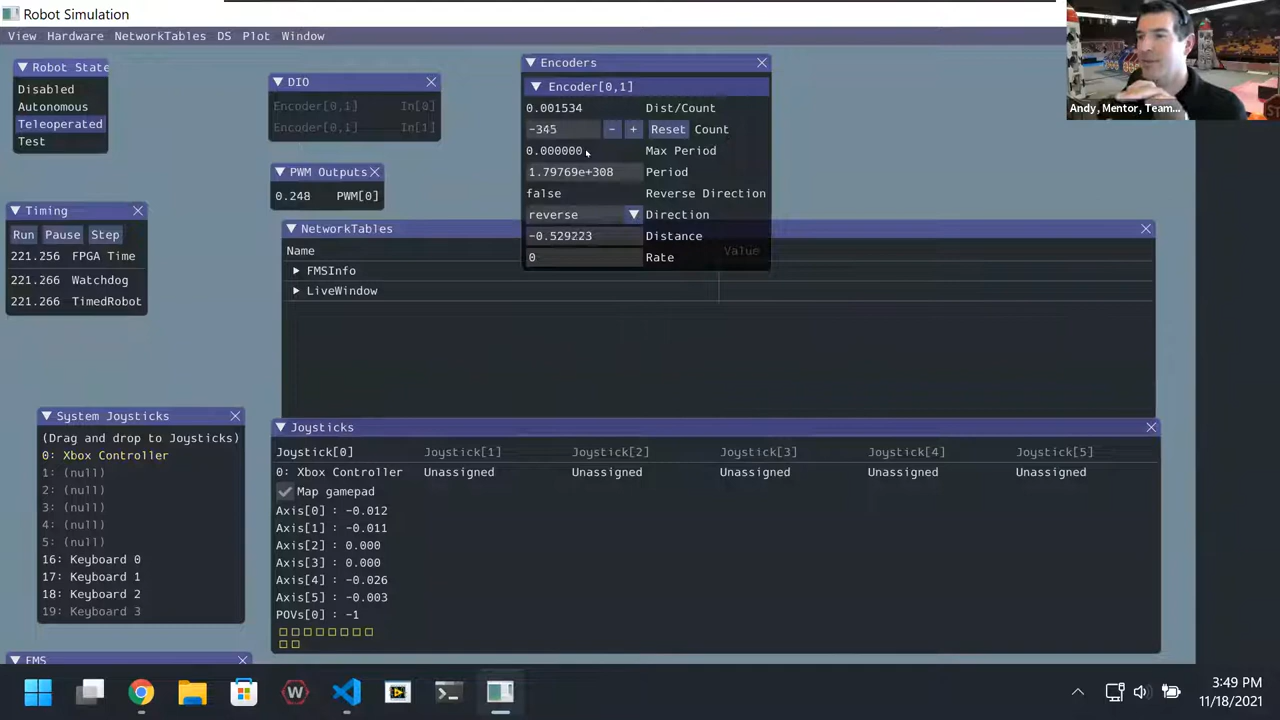 Robot Simulation
View Hardware NetworkTables DS Plot Window
Robot State
Disabled
Autonomous
Teleoperated
Test
DIO
Encoder[0,1] In[0]
Encoder[0,1] In[1]
PWM Outputs
0.248 PWM[0]
Encoders
Encoder[0,1]
0.001534 Dist/Count
-345 - + Reset Count
0.000000 Max Period
1.79769e+308 Period
false Reverse Direction
reverse Direction
-0.529223 Distance
0 Rate
Andy, Mentor, Team...
Timing
Run Pause Step
221.256 FPGA Time
221.266 Watchdog
221.266 TimedRobot
NetworkTables
Name Value
FMSInfo
LiveWindow
System Joysticks
(Drag and drop to Joysticks)
0: Xbox Controller
1: (null)
2: (null)
3: (null)
4: (null)
5: (null)
16: Keyboard 0
17: Keyboard 1
18: Keyboard 2
19: Keyboard 3
Joysticks
Joystick[0] Joystick[1] Joystick[2] Joystick[3] Joystick[4] Joystick[5]
0: Xbox Controller Unassigned Unassigned Unassigned Unassigned Unassigned
Map gamepad
Axis[0] : -0.012
Axis[1] : -0.011
Axis[2] : 0.000
Axis[3] : 0.000
Axis[4] : -0.026
Axis[5] : -0.003
POVs[0] : -1
FMS
W
3:49 PM
11/18/2021